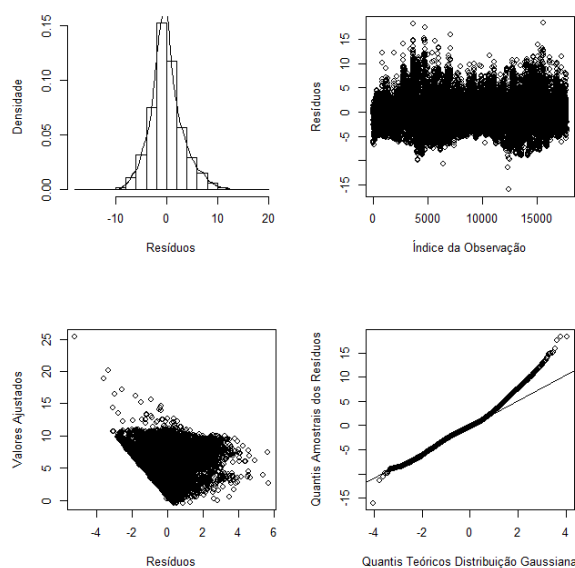 Densidade
0.00 0.05 0.10 0.15
-10 0 10 20
Resíduos
Resíduos
-15 -5 0 5 10 15
0 5000 10000 15000
Índice da Observação
Valores Ajustados
0 5 10 15 20 25
-4 -2 0 2 4 6
Resíduos
Quantis Amostrais dos Resíduos
-15 -5 0 5 10 15
-4 -2 0 2 4
Quantis Teóricos Distribuição Gaussiana